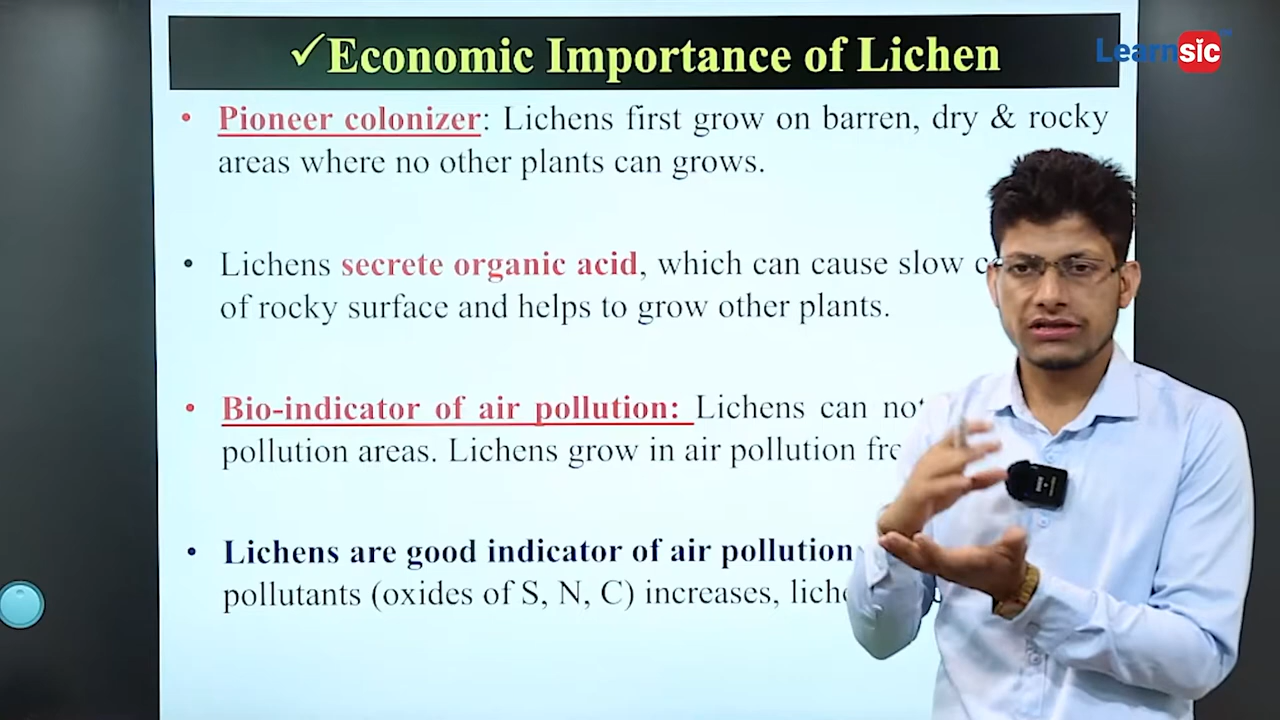 ✓Economic Importance of Lichen
Learnsic
• Pioneer colonizer: Lichens first grow on barren, dry & rocky
areas where no other plants can grows.
• Lichens secrete organic acid, which can cause slow
of rocky surface and helps to grow other plants.
• Bio-indicator of air pollution: Lichens can
pollution areas. Lichens grow in air pollution
• Lichens are good indicator of air pollution
pollutants (oxides of S, N, C) increases,